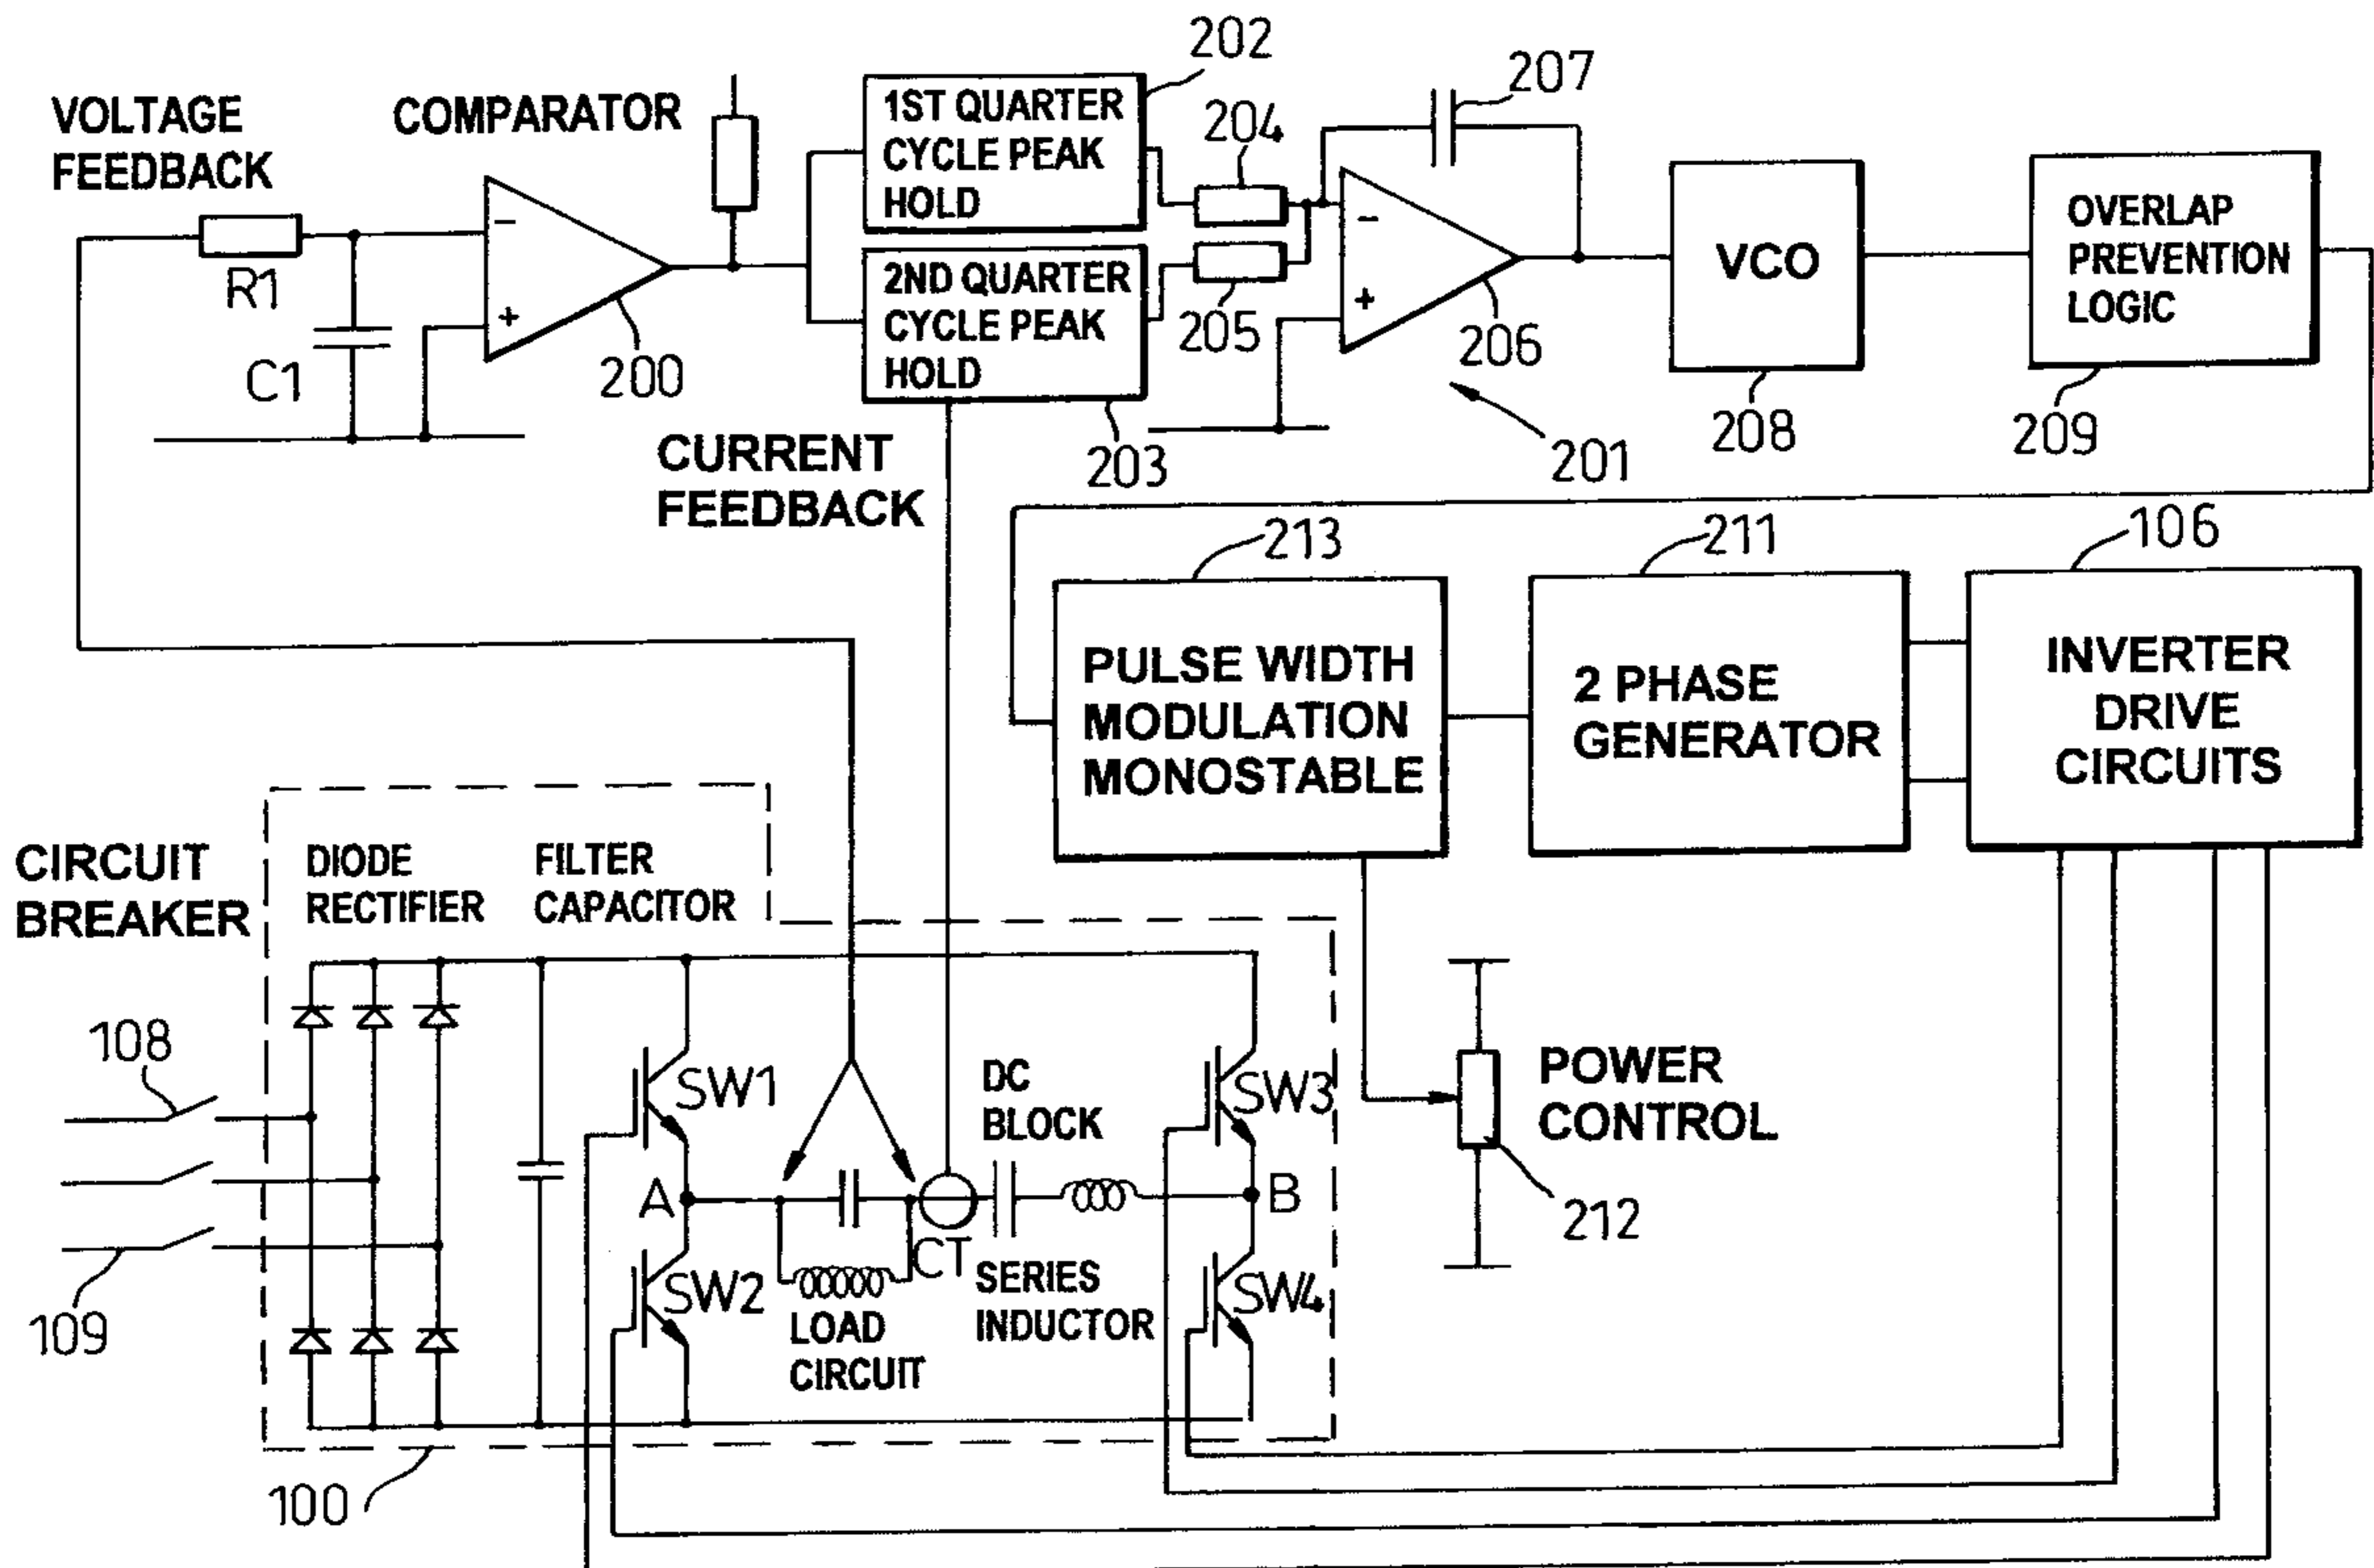 202
207
VOLTAGE
FEEDBACK
COMPARATOR
1ST QUARTER
CYCLE PEAK
HOLD
204
−
+
R1
C1
200
2ND QUARTER
CYCLE PEAK
HOLD
205
−
+
206
VCO
OVERLAP
PREVENTION
LOGIC
208
209
CURRENT
FEEDBACK
203
201
213
211
106
PULSE WIDTH
MODULATION
MONOSTABLE
2 PHASE
GENERATOR
INVERTER
DRIVE
CIRCUITS
CIRCUIT
BREAKER
DIODE
RECTIFIER
FILTER
CAPACITOR
108
109
SW1
DC
BLOCK
SW3
POWER
CONTROL
A
B
212
CT
SW2
SERIES
INDUCTOR
SW4
LOAD
CIRCUIT
100